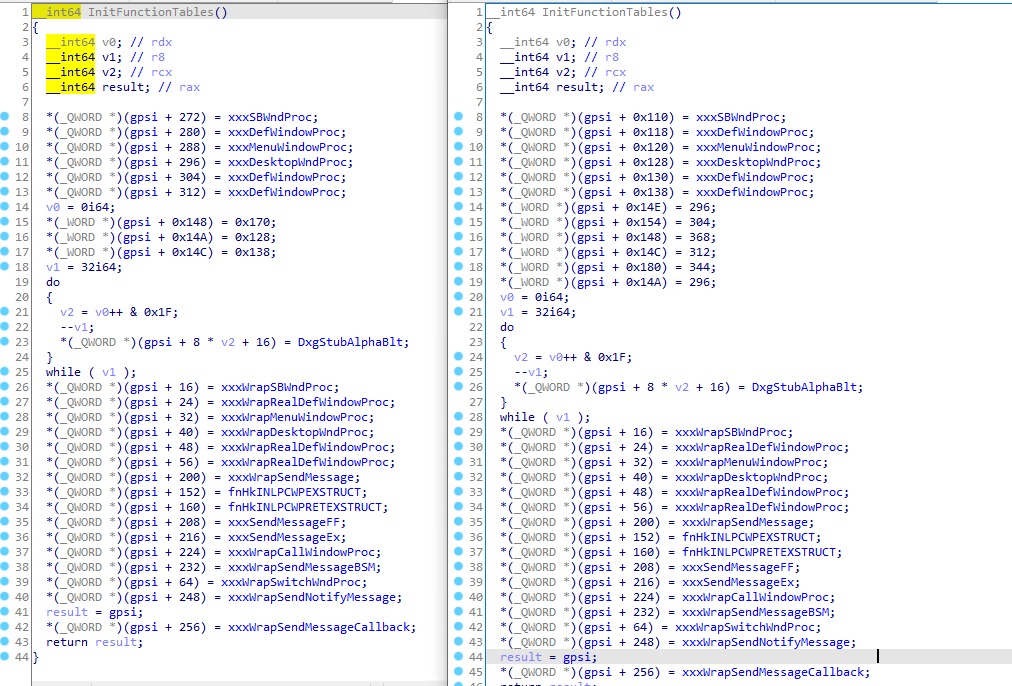 1 __int64 InitFunctionTables()
2 {
3 __int64 v0; // rdx
4 __int64 v1; // r8
5 __int64 v2; // rcx
6 __int64 result; // rax
7
8 *(_QWORD *)(gpsi + 272) = xxxSBWndProc;
9 *(_QWORD *)(gpsi + 280) = xxxDefWindowProc;
10 *(_QWORD *)(gpsi + 288) = xxxMenuWindowProc;
11 *(_QWORD *)(gpsi + 296) = xxxDesktopWndProc;
12 *(_QWORD *)(gpsi + 304) = xxxDefWindowProc;
13 *(_QWORD *)(gpsi + 312) = xxxDefWindowProc;
14 v0 = 0i64;
15 *(_WORD *)(gpsi + 0x148) = 0x170;
16 *(_WORD *)(gpsi + 0x14A) = 0x128;
17 *(_WORD *)(gpsi + 0x14C) = 0x138;
18 v1 = 32i64;
19 do
20 {
21 v2 = v0++ & 0x1F;
22 --v1;
23 *(_QWORD *)(gpsi + 8 * v2 + 16) = DxgStubAlphaBlt;
24 }
25 while ( v1 );
26 *(_QWORD *)(gpsi + 16) = xxxWrapSBWndProc;
27 *(_QWORD *)(gpsi + 24) = xxxWrapRealDefWindowProc;
28 *(_QWORD *)(gpsi + 32) = xxxWrapMenuWindowProc;
29 *(_QWORD *)(gpsi + 40) = xxxWrapDesktopWndProc;
30 *(_QWORD *)(gpsi + 48) = xxxWrapRealDefWindowProc;
31 *(_QWORD *)(gpsi + 56) = xxxWrapRealDefWindowProc;
32 *(_QWORD *)(gpsi + 200) = xxxWrapSendMessage;
33 *(_QWORD *)(gpsi + 152) = fnHkINLPCWPEXSTRUCT;
34 *(_QWORD *)(gpsi + 160) = fnHkINLPCWPRETEXSTRUCT;
35 *(_QWORD *)(gpsi + 208) = xxxSendMessageFF;
36 *(_QWORD *)(gpsi + 216) = xxxSendMessageEx;
37 *(_QWORD *)(gpsi + 224) = xxxWrapCallWindowProc;
38 *(_QWORD *)(gpsi + 232) = xxxWrapSendMessageBSM;
39 *(_QWORD *)(gpsi + 64) = xxxWrapSwitchWndProc;
40 *(_QWORD *)(gpsi + 248) = xxxWrapSendNotifyMessage;
41 result = gpsi;
42 *(_QWORD *)(gpsi + 256) = xxxWrapSendMessageCallback;
43 return result;
44 }
1 __int64 InitFunctionTables()
2 {
3 __int64 v0; // rdx
4 __int64 v1; // r8
5 __int64 v2; // rcx
6 __int64 result; // rax
7
8 *(_QWORD *)(gpsi + 0x110) = xxxSBWndProc;
9 *(_QWORD *)(gpsi + 0x118) = xxxDefWindowProc;
10 *(_QWORD *)(gpsi + 0x120) = xxxMenuWindowProc;
11 *(_QWORD *)(gpsi + 0x128) = xxxDesktopWndProc;
12 *(_QWORD *)(gpsi + 0x130) = xxxDefWindowProc;
13 *(_QWORD *)(gpsi + 0x138) = xxxDefWindowProc;
14 *(_WORD *)(gpsi + 0x14E) = 296;
15 *(_WORD *)(gpsi + 0x154) = 304;
16 *(_WORD *)(gpsi + 0x148) = 368;
17 *(_WORD *)(gpsi + 0x14C) = 312;
18 *(_WORD *)(gpsi + 0x180) = 344;
19 *(_WORD *)(gpsi + 0x14A) = 296;
20 v0 = 0i64;
21 v1 = 32i64;
22 do
23 {
24 v2 = v0++ & 0x1F;
25 --v1;
26 *(_QWORD *)(gpsi + 8 * v2 + 16) = DxgStubAlphaBlt;
27 }
28 while ( v1 );
29 *(_QWORD *)(gpsi + 16) = xxxWrapSBWndProc;
30 *(_QWORD *)(gpsi + 24) = xxxWrapRealDefWindowProc;
31 *(_QWORD *)(gpsi + 32) = xxxWrapMenuWindowProc;
32 *(_QWORD *)(gpsi + 40) = xxxWrapDesktopWndProc;
33 *(_QWORD *)(gpsi + 48) = xxxWrapRealDefWindowProc;
34 *(_QWORD *)(gpsi + 56) = xxxWrapRealDefWindowProc;
35 *(_QWORD *)(gpsi + 200) = xxxWrapSendMessage;
36 *(_QWORD *)(gpsi + 152) = fnHkINLPCWPEXSTRUCT;
37 *(_QWORD *)(gpsi + 160) = fnHkINLPCWPRETEXSTRUCT;
38 *(_QWORD *)(gpsi + 208) = xxxSendMessageFF;
39 *(_QWORD *)(gpsi + 216) = xxxSendMessageEx;
40 *(_QWORD *)(gpsi + 224) = xxxWrapCallWindowProc;
41 *(_QWORD *)(gpsi + 232) = xxxWrapSendMessageBSM;
42 *(_QWORD *)(gpsi + 64) = xxxWrapSwitchWndProc;
43 *(_QWORD *)(gpsi + 248) = xxxWrapSendNotifyMessage;
44 result = gpsi;
45 *(_QWORD *)(gpsi + 256) = xxxWrapSendMessageCallback;